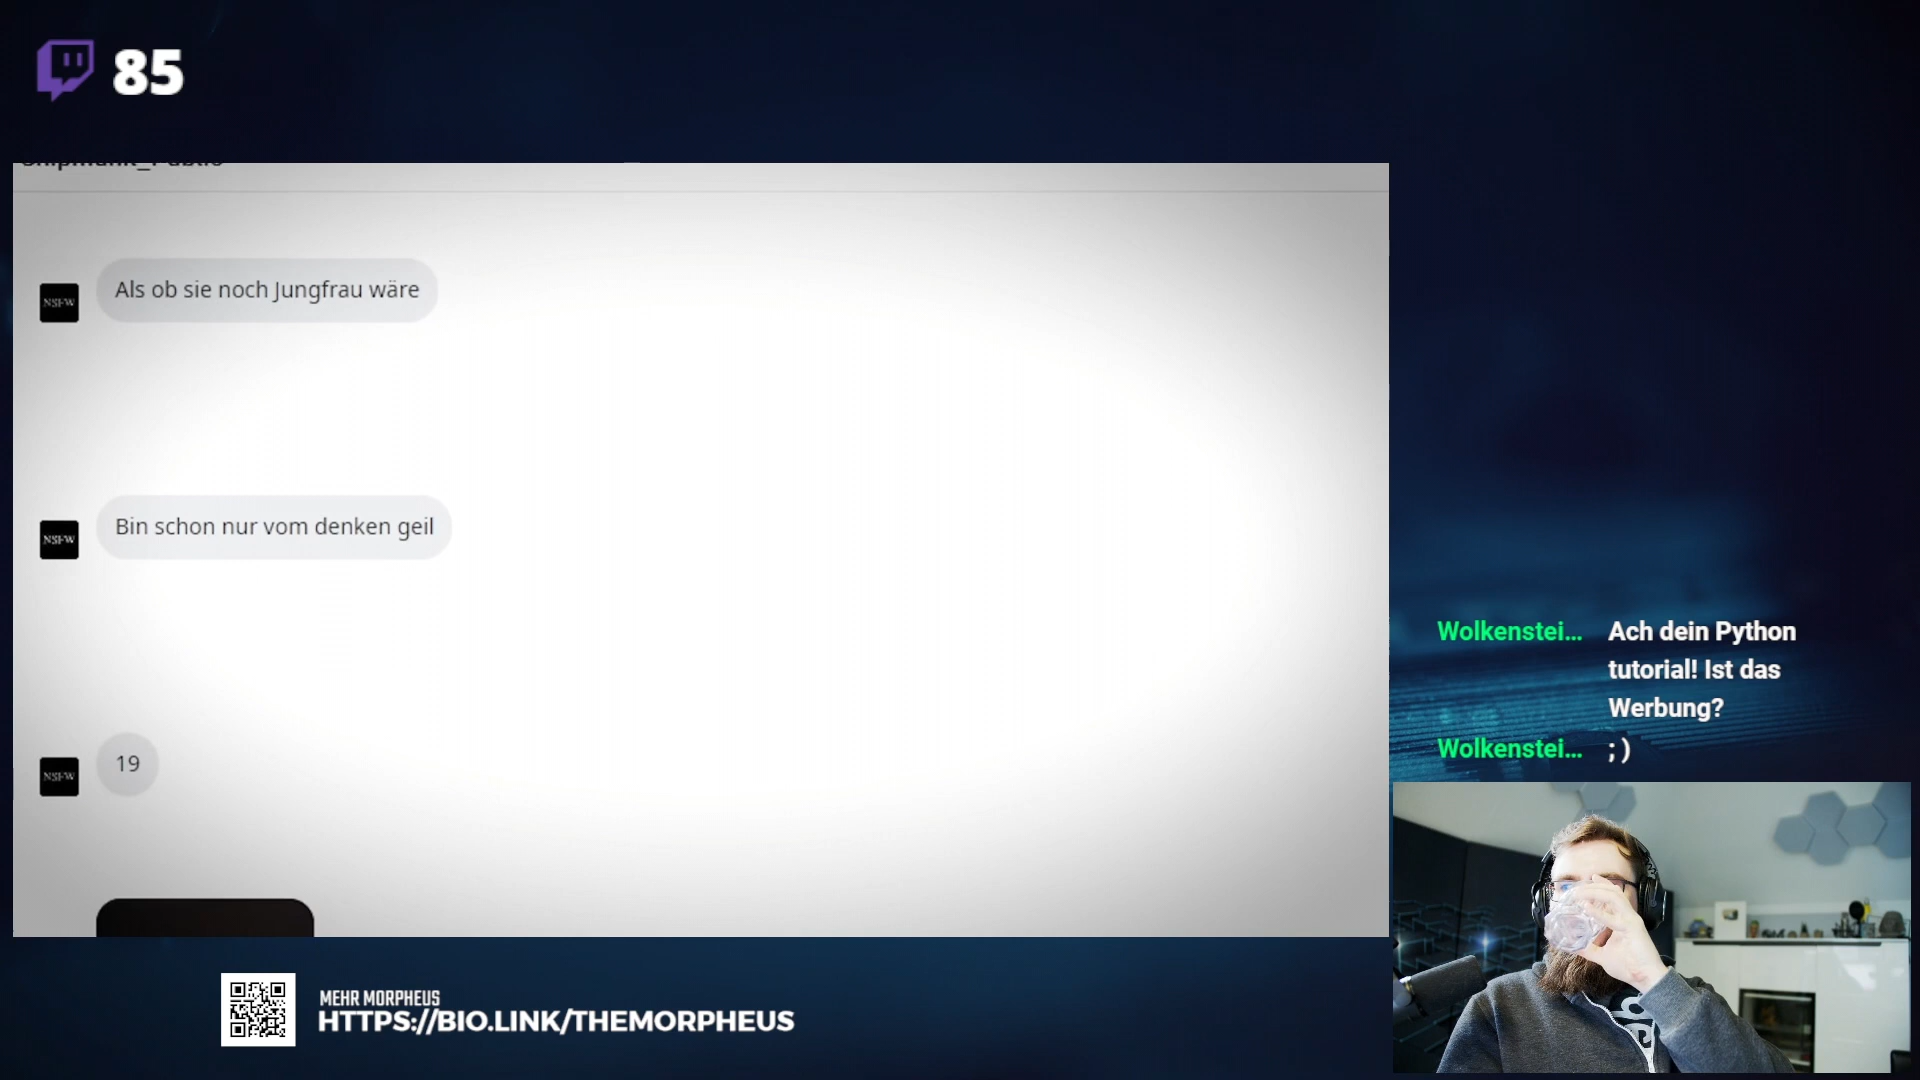 85
Als ob sie noch Jungfrau wäre
NSFW
Bin schon nur vom denken geil
NSFW
19
NSFW
Wolkenstei... Ach dein Python
tutorial! Ist das
Werbung?
Wolkenstei... ;)
MEHR MORPHEUS
HTTPS://BIO.LINK/THEMORPHEUS